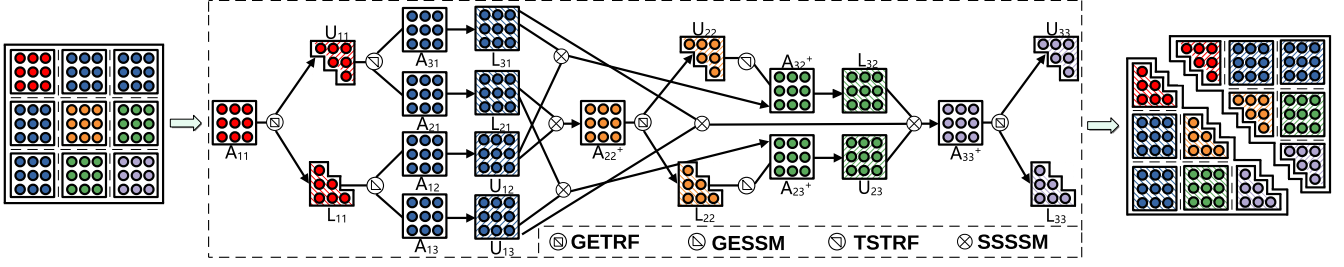 U₁₁
A₃₁
L₃₁
A₂₁
L₂₁
A₁₁
L₁₁
A₁₂
U₁₂
A₁₃
U₁₃
A₂₂⁺
U₂₂
L₂₂
A₃₂⁺
L₃₂
A₂₃⁺
U₂₃
A₃₃⁺
U₃₃
L₃₃
GETRF GESSM TSTRF SSSSM